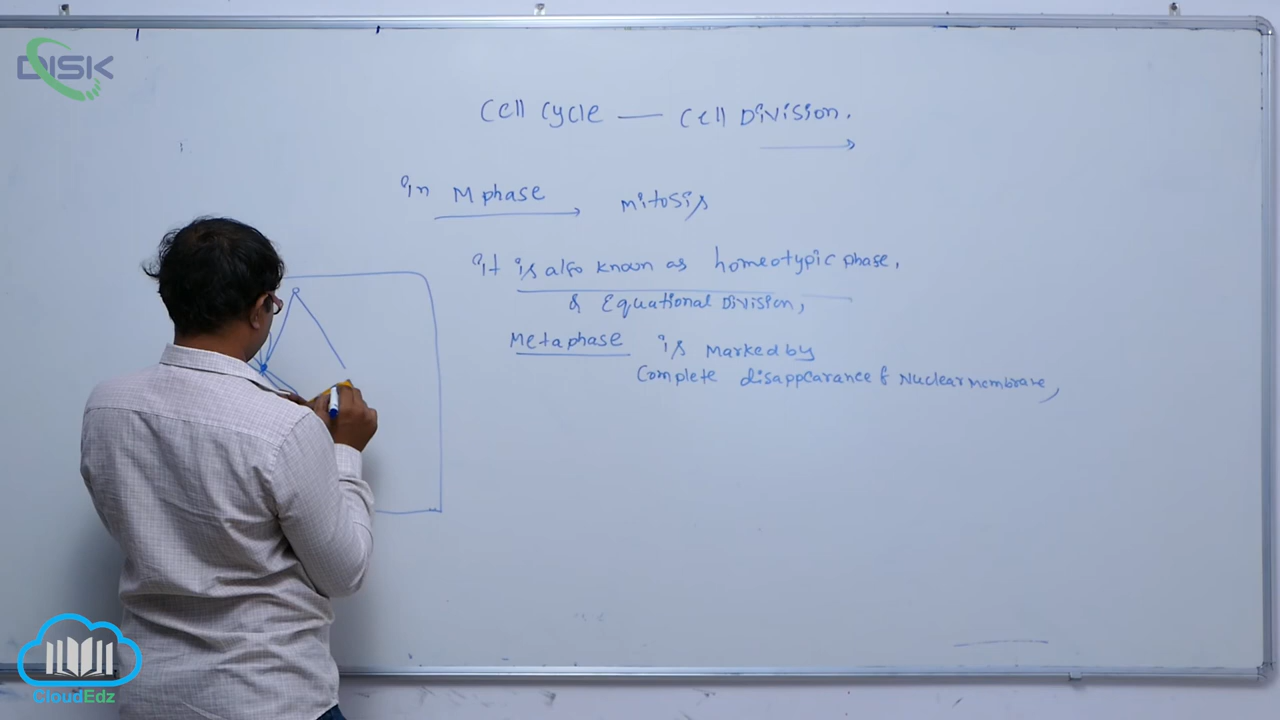 DISK
Cell Cycle — Cell Division.
in M phase → mitosis
it is also known as homeotypic phase,
& Equational Division,
Metaphase is marked by
Complete disappearance of Nuclear membrane,
CloudEdz